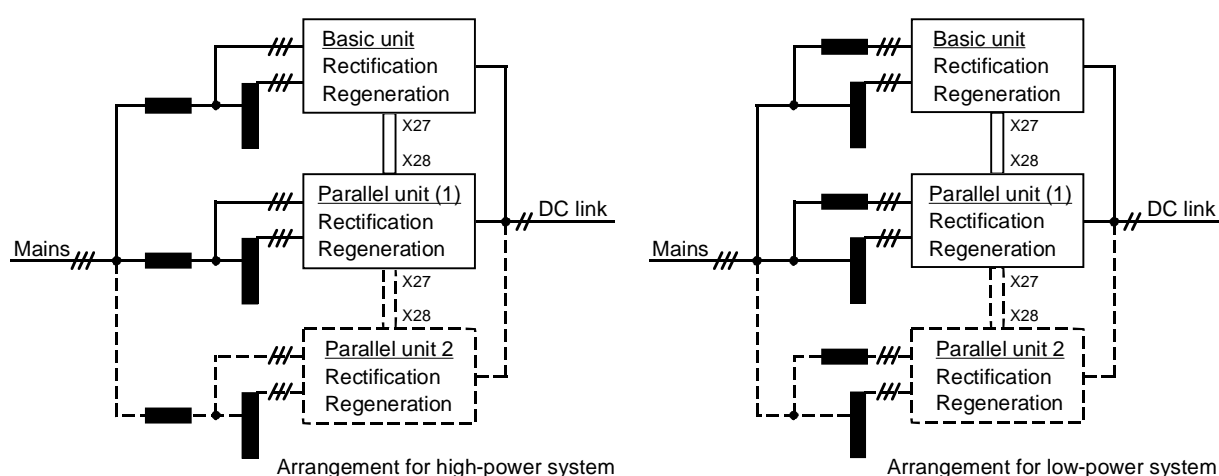 Basic unit
Rectification
Regeneration
X27
X28
Parallel unit (1)
Rectification
Regeneration
DC link
Mains
X27
X28
Parallel unit 2
Rectification
Regeneration
Arrangement for high-power system
Basic unit
Rectification
Regeneration
X27
X28
Parallel unit (1)
Rectification
Regeneration
DC link
Mains
X27
X28
Parallel unit 2
Rectification
Regeneration
Arrangement for low-power system